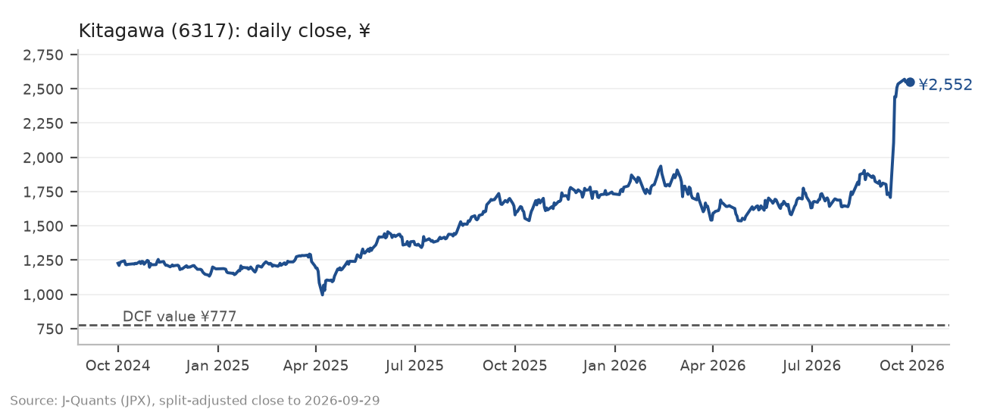 Kitagawa (6317): daily close, ¥
2,750
2,500
2,250
2,000
1,750
1,500
1,250
1,000
750
¥2,552
DCF value ¥777
Oct 2024
Jan 2025
Apr 2025
Jul 2025
Oct 2025
Jan 2026
Apr 2026
Jul 2026
Oct 2026
Source: J-Quants (JPX), split-adjusted close to 2026-09-29